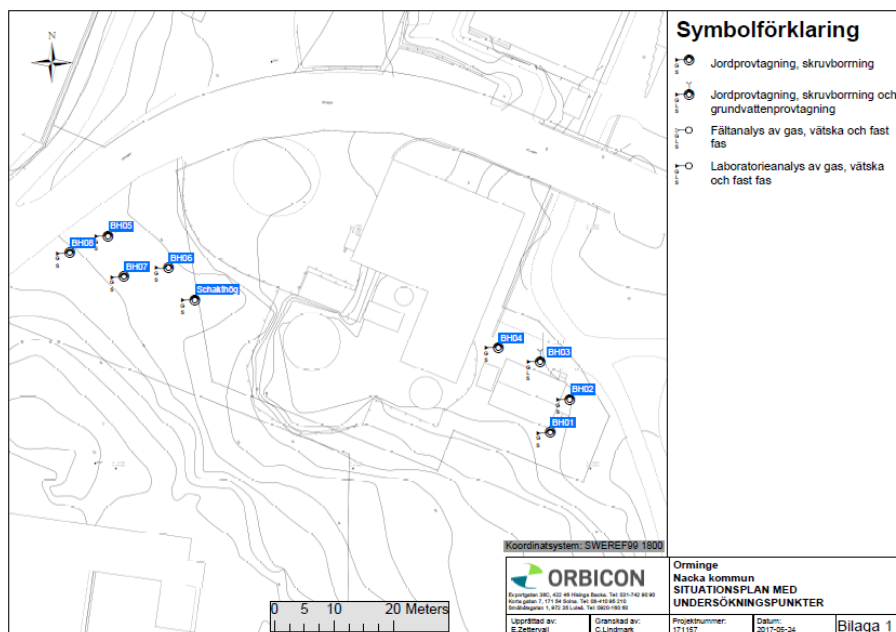 Symbolförklaring
N
Jordprovtagning, skruvborrning
G
S
Jordprovtagning, skruvborrning och
grundvattenprovtagning
G
L
S
Fältanalys av gas, vätska och fast
fas
G
L
S
Laboratorieanalys av gas, vätska
och fast fas
G
L
S
BH05
S
BH08
G
S
BH06
G
S
BH07
G
S
Schakthög
G
S
BH04
G
S
BH03
G
L
S
BH02
G
S
BH01
G
S
Koordinatsystem: SWEREF99 1800
ORBICON
Orminge
Nacka kommun
SITUATIONSPLAN MED
UNDERSÖKNINGSPUNKTER
0 5 10 20 Meters
Upprättad av:
E.Zetterval
Granskad av:
C.Lindmark
Projektnummer:
171157
Datum:
2017-05-24
Bilaga 1